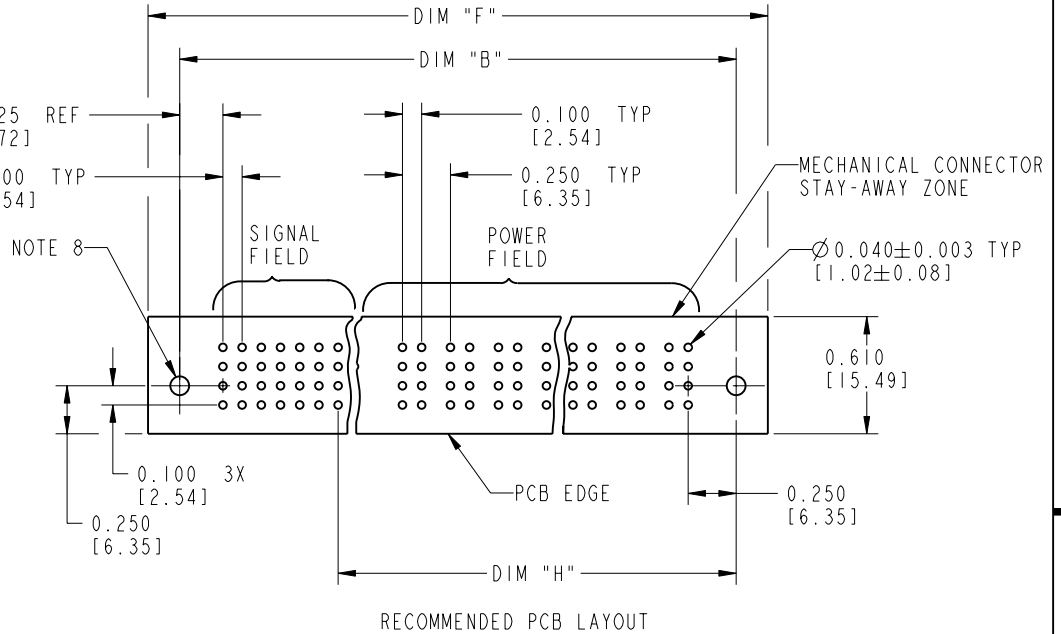 DIM "F"
DIM "B"
25 REF
72]
0.100 TYP
[2.54]
00 TYP
54]
0.250 TYP
[6.35]
MECHANICAL CONNECTOR
STAY-AWAY ZONE
NOTE 8
SIGNAL
FIELD
POWER
FIELD
Ø 0.040±0.003 TYP
[1.02±0.08]
0.610
[15.49]
0.100 3X
[2.54]
PCB EDGE
0.250
[6.35]
0.250
[6.35]
DIM "H"
RECOMMENDED PCB LAYOUT